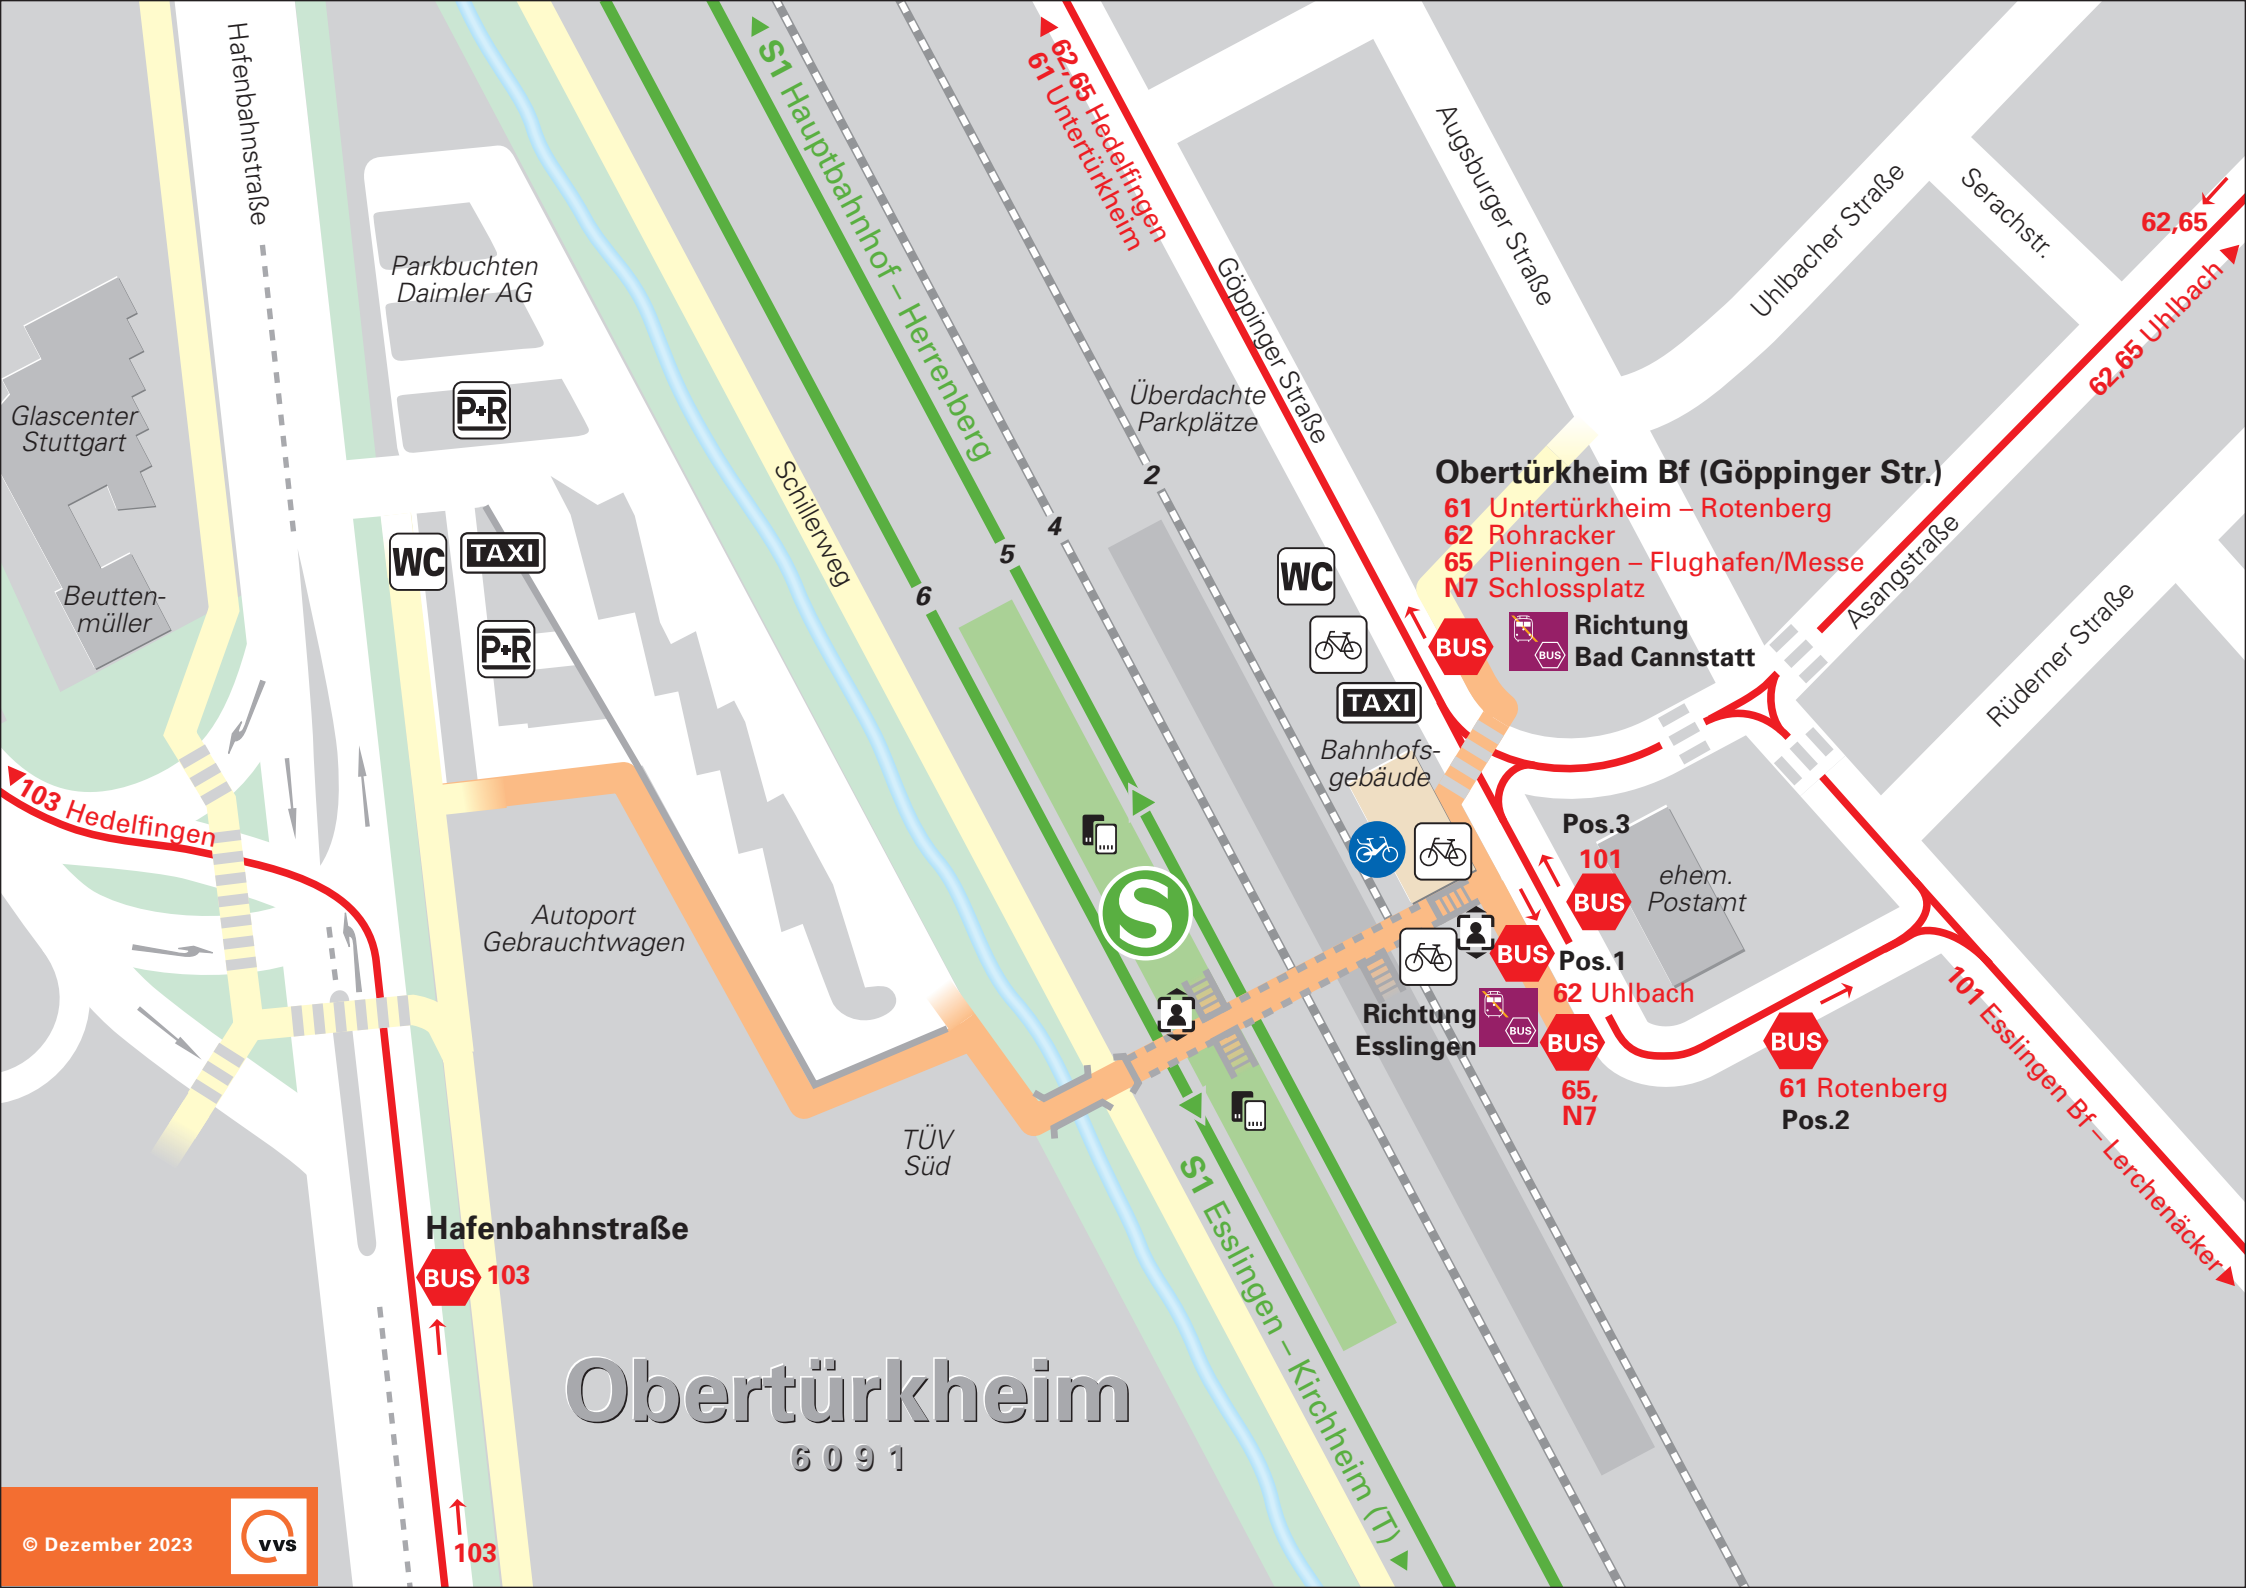 Hafenbahnstraße
S1 Hauptbahnhof – Herrenberg
62,65 Hedelfingen
61 Untertürkheim
Augsburger Straße
Uhlbacher Straße
Serachstr.
62,65
62,65 Uhlbach
Parkbuchten
Daimler AG
Göppinger Straße
Glascenter
Stuttgart
P+R
Überdachte
Parkplätze
Schillerweg
2
4
5
6
Obertürkheim Bf (Göppinger Str.)
61 Untertürkheim – Rotenberg
62 Rohracker
65 Plieningen – Flughafen/Messe
N7 Schlossplatz
BUS
BUS
Richtung
Bad Cannstatt
Asangstraße
Rüderner Straße
WC
TAXI
P+R
WC
TAXI
Beutten-
müller
Bahnhofs-
gebäude
103 Hedelfingen
Autoport
Gebrauchtwagen
S
Pos.3
101
BUS
ehem.
Postamt
BUS
Pos.1
62 Uhlbach
Richtung
Esslingen
BUS
BUS
65,
N7
BUS
61 Rotenberg
Pos.2
101 Esslingen Bf – Lerchenäcker
TÜV
Süd
S1 Esslingen – Kirchheim (T)
Hafenbahnstraße
BUS
103
Obertürkheim
6091
103
© Dezember 2023
vvs